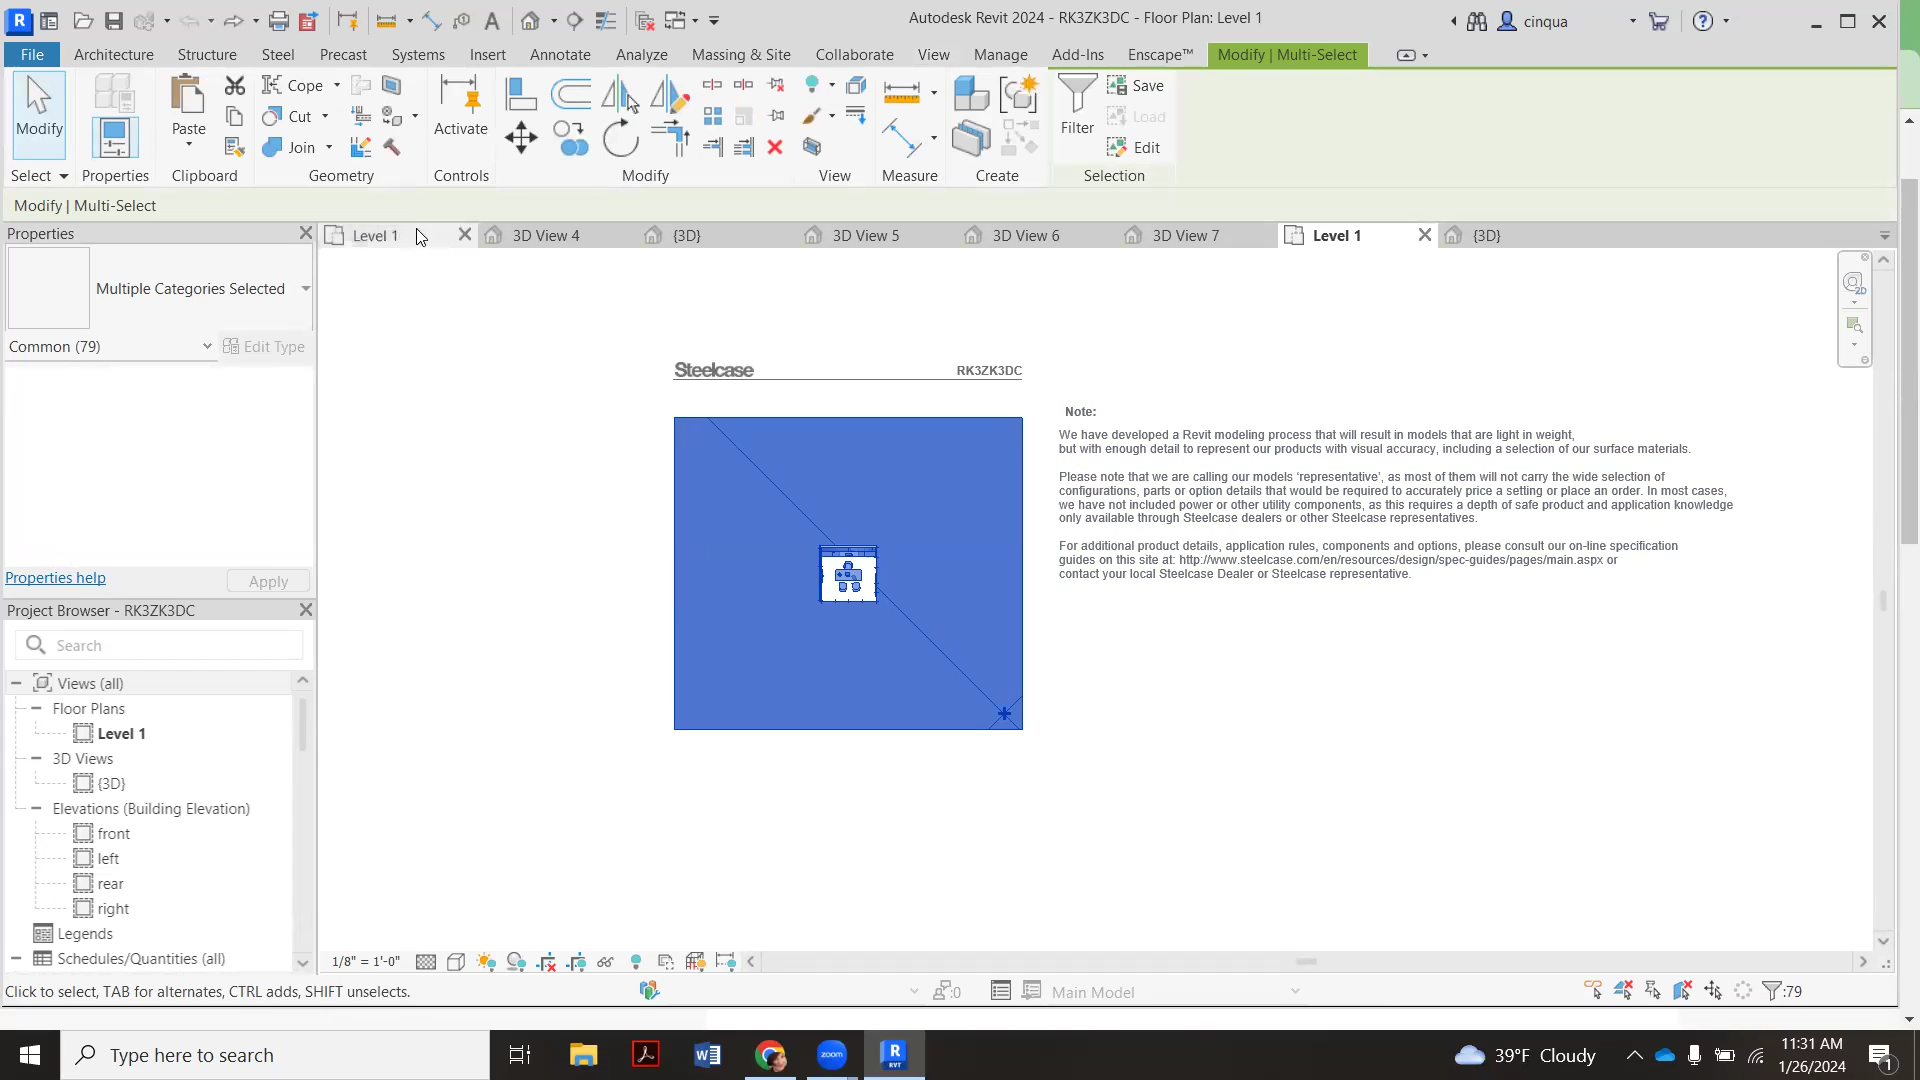 Autodesk Revit 2024 - RK3ZK3DC - Floor Plan: Level 1
cinqua
File Architecture Structure Steel Precast Systems Insert Annotate Analyze Massing & Site Collaborate View Manage Add-Ins Enscape™ Modify | Multi-Select
Modify
Paste
Cope
Cut
Join
Activate
Filter
Save
Load
Edit
Select Properties Clipboard Geometry Controls Modify View Measure Create Selection
Modify | Multi-Select
Properties
Level 1 3D View 4 {3D} 3D View 5 3D View 6 3D View 7 Level 1 {3D}
Multiple Categories Selected
Common (79)
Edit Type
Properties help
Apply
Project Browser - RK3ZK3DC
Search
Views (all)
Floor Plans
Level 1
3D Views
{3D}
Elevations (Building Elevation)
front
left
rear
right
Legends
Schedules/Quantities (all)
Steelcase RK3ZK3DC
Note:
We have developed a Revit modeling process that will result in models that are light in weight,
but with enough detail to represent our products with visual accuracy, including a selection of our surface materials.
Please note that we are calling our models ‘representative’, as most of them will not carry the wide selection of
configurations, parts or option details that would be required to accurately price a setting or place an order. In most cases,
we have not included power or other utility components, as this requires a depth of safe product and application knowledge
only available through Steelcase dealers or other Steelcase representatives.
For additional product details, application rules, components and options, please consult our on-line specification
guides on this site at: http://www.steelcase.com/en/resources/design/spec-guides/pages/main.aspx or
contact your local Steelcase Dealer or Steelcase representative.
2D
1/8" = 1'-0"
Click to select, TAB for alternates, CTRL adds, SHIFT unselects.
:0
Main Model
:79
Type here to search
zoom
39°F Cloudy
11:31 AM
1/26/2024
1